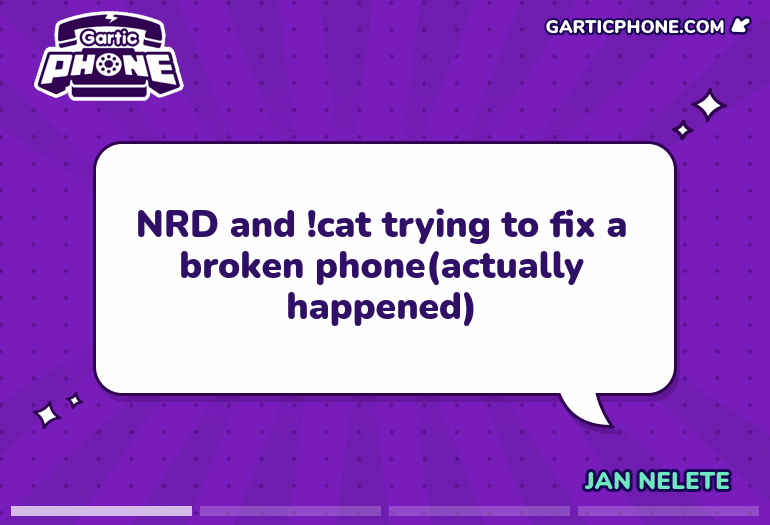 Gartic
PHONE
GARTICPHONE.COM
NRD and !cat trying to fix a
broken phone(actually
happened)
JAN NELETE